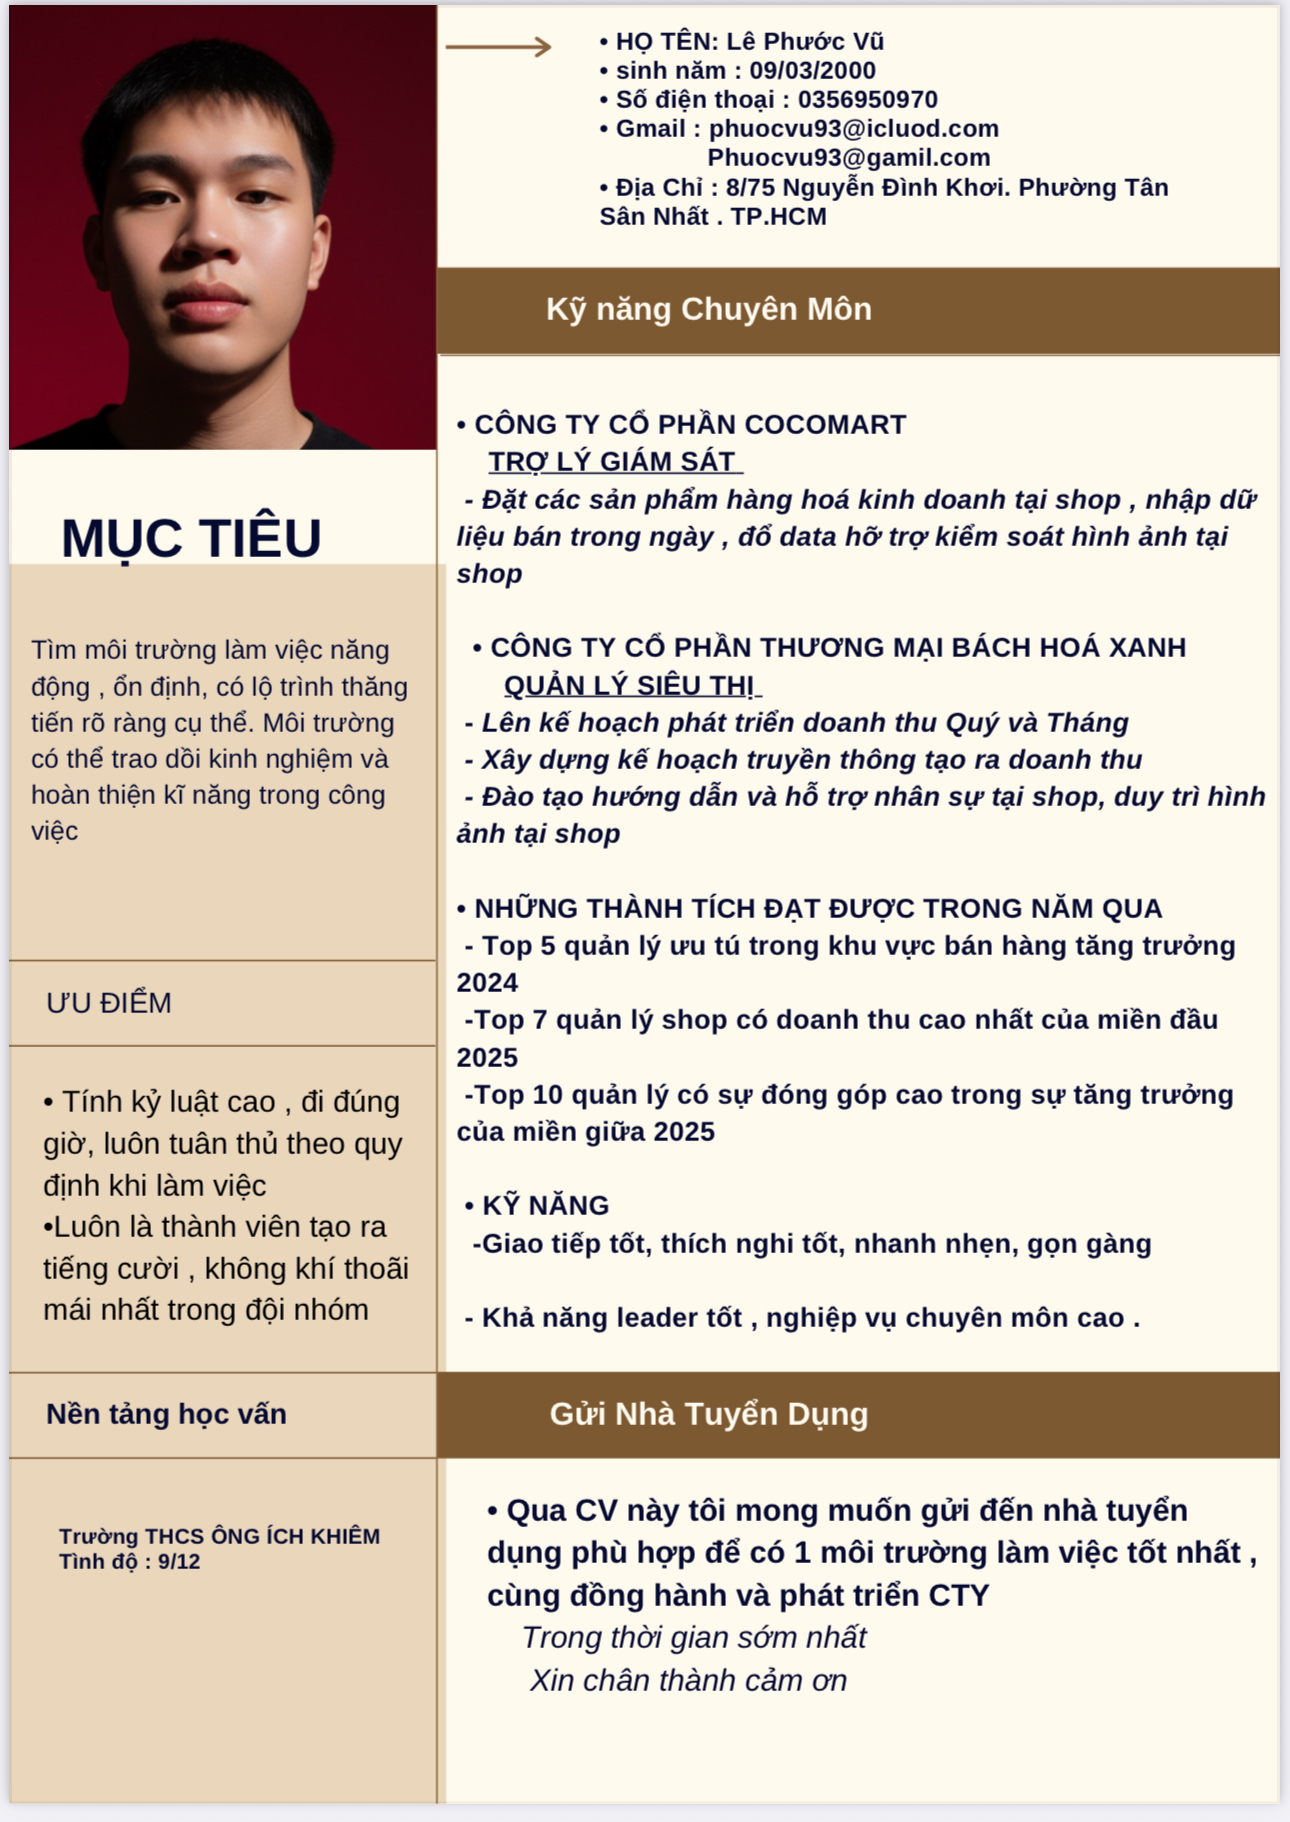 • HỌ TÊN: Lê Phước Vũ
• sinh năm : 09/03/2000
• Số điện thoại : 0356950970
• Gmail : phuocvu93@icluod.com
Phuocvu93@gamil.com
• Địa Chỉ : 8/75 Nguyễn Đình Khơi. Phường Tân
Sân Nhất . TP.HCM
Kỹ năng Chuyên Môn
• CÔNG TY CỔ PHẦN COCOMART
TRỢ LÝ GIÁM SÁT
- Đặt các sản phẩm hàng hoá kinh doanh tại shop , nhập dữ
liệu bán trong ngày , đổ data hỡ trợ kiểm soát hình ảnh tại
shop
• CÔNG TY CỔ PHẦN THƯƠNG MẠI BÁCH HOÁ XANH
QUẢN LÝ SIÊU THỊ
- Lên kế hoạch phát triển doanh thu Quý và Tháng
- Xây dựng kế hoạch truyền thông tạo ra doanh thu
- Đào tạo hướng dẫn và hỗ trợ nhân sự tại shop, duy trì hình
ảnh tại shop
• NHỮNG THÀNH TÍCH ĐẠT ĐƯỢC TRONG NĂM QUA
- Top 5 quản lý ưu tú trong khu vực bán hàng tăng trưởng
2024
-Top 7 quản lý shop có doanh thu cao nhất của miền đầu
2025
-Top 10 quản lý có sự đóng góp cao trong sự tăng trưởng
của miền giữa 2025
• KỸ NĂNG
-Giao tiếp tốt, thích nghi tốt, nhanh nhẹn, gọn gàng
- Khả năng leader tốt , nghiệp vụ chuyên môn cao .
MỤC TIÊU
Tìm môi trường làm việc năng
động , ổn định, có lộ trình thăng
tiến rõ ràng cụ thể. Môi trường
có thể trao dồi kinh nghiệm và
hoàn thiện kĩ năng trong công
việc
ƯU ĐIỂM
• Tính kỷ luật cao , đi đúng
giờ, luôn tuân thủ theo quy
định khi làm việc
•Luôn là thành viên tạo ra
tiếng cười , không khí thoãi
mái nhất trong đội nhóm
Nền tảng học vấn
Trường THCS ÔNG ÍCH KHIÊM
Tình độ : 9/12
Gửi Nhà Tuyển Dụng
• Qua CV này tôi mong muốn gửi đến nhà tuyển
dụng phù hợp để có 1 môi trường làm việc tốt nhất ,
cùng đồng hành và phát triển CTY
Trong thời gian sớm nhất
Xin chân thành cảm ơn